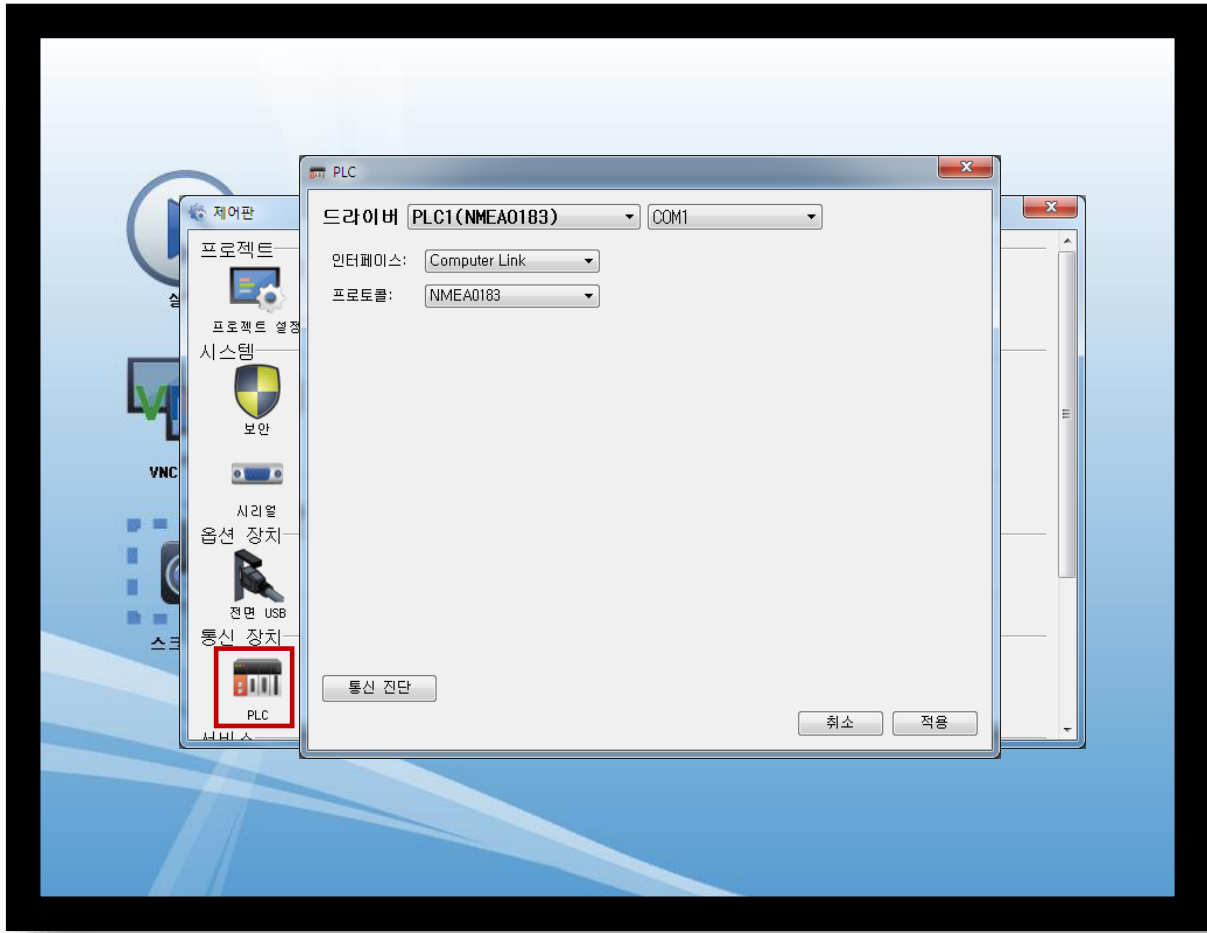 PLC
드라이버 PLC1(NMEA0183) COM1
인터페이스: Computer Link
프로토콜: NMEA0183
통신 진단
취소 적용
제어판
프로젝트
프로젝트 설정
시스템
보안
시리얼
옵션 장치
전면 USB
통신 장치
PLC
VNC